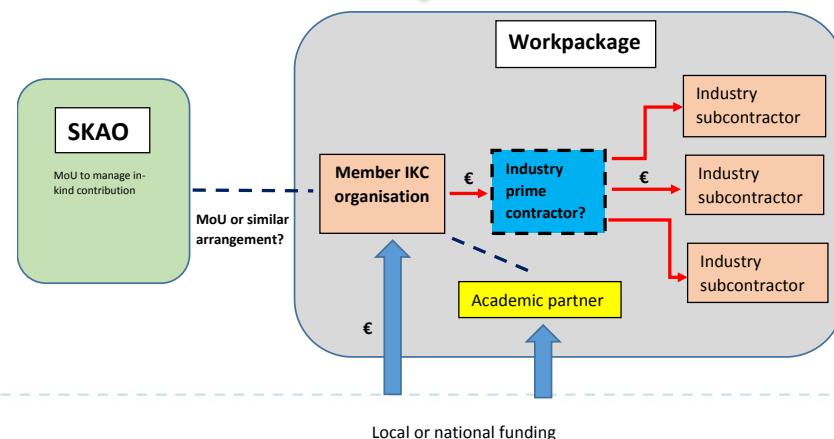 Workpackage
SKAO
MoU to manage in-
kind contribution
MoU or similar
arrangement?
Member IKC
organisation
€
Industry
prime
contractor?
€
Industry
subcontractor
Industry
subcontractor
Industry
subcontractor
Academic partner
€
Local or national funding